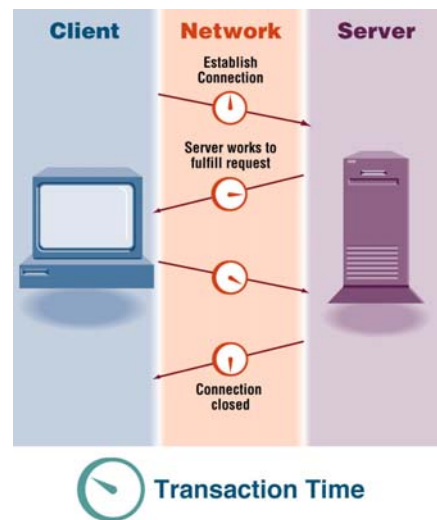 Client
Network
Server
Establish
Connection
Server works to
fulfill request
Connection
closed
Transaction Time